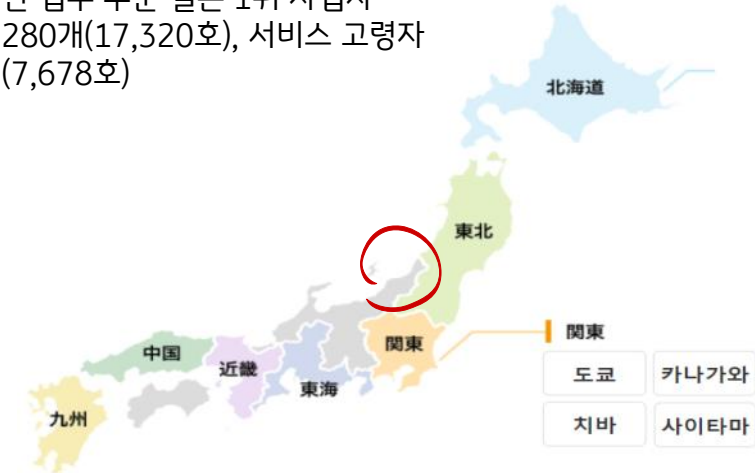 280개(17,320호), 서비스 고령자
(7,678호)
北海道
東北
関東
中国
近畿
東海
九州
関東
도쿄
카나가와
치바
사이타마